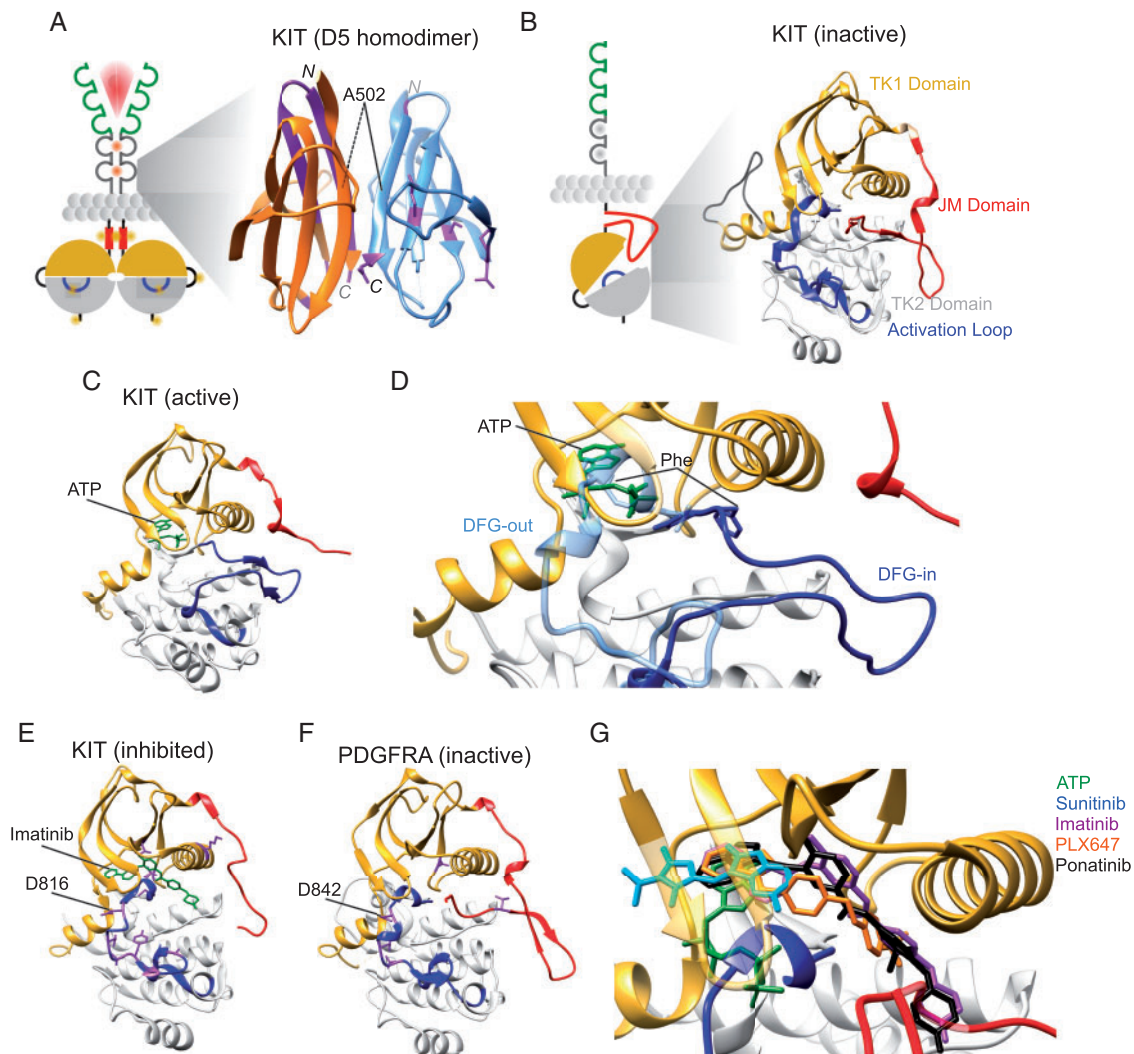 A
KIT (D5 homodimer)
N
A502
N
C
C
B
KIT (inactive)
TK1 Domain
JM Domain
TK2 Domain
Activation Loop
C
KIT (active)
ATP
D
ATP
Phe
DFG-out
DFG-in
E
KIT (inhibited)
Imatinib
D816
F
PDGFRA (inactive)
D842
G
ATP
Sunitinib
Imatinib
PLX647
Ponatinib